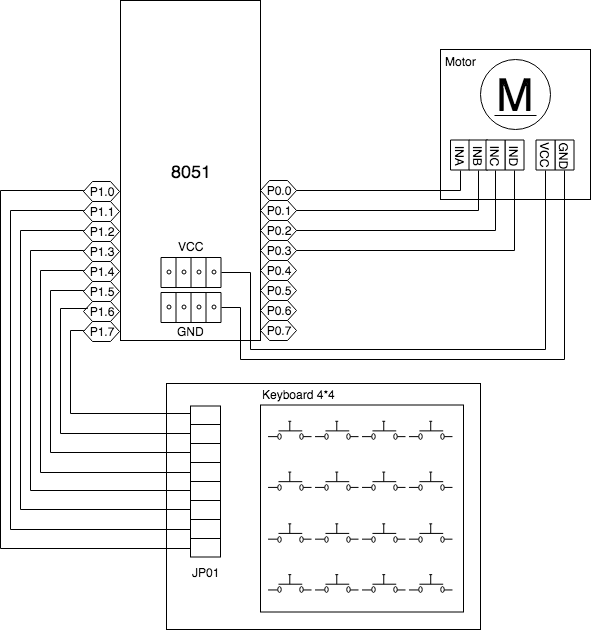 Motor
M
INA
INB
INC
IND
VCC
GND
8051
P1.0
P1.1
P1.2
P1.3
P1.4
P1.5
P1.6
P1.7
P0.0
P0.1
P0.2
P0.3
P0.4
P0.5
P0.6
P0.7
VCC
GND
Keyboard 4*4
JP01